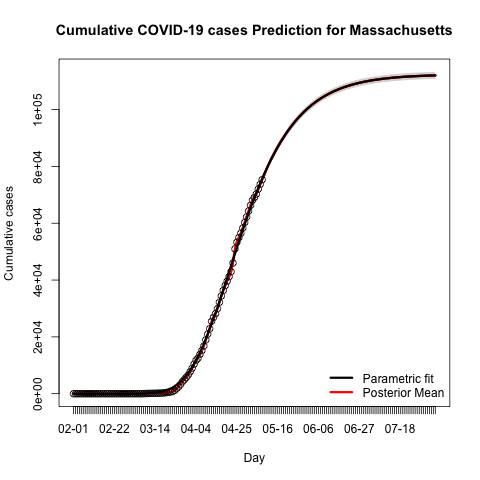 Cumulative COVID-19 cases Prediction for Massachusetts
Cumulative cases
1e+05
8e+04
6e+04
4e+04
2e+04
0e+00
Parametric fit
Posterior Mean
02-01 02-22 03-14 04-04 04-25 05-16 06-06 06-27 07-18
Day